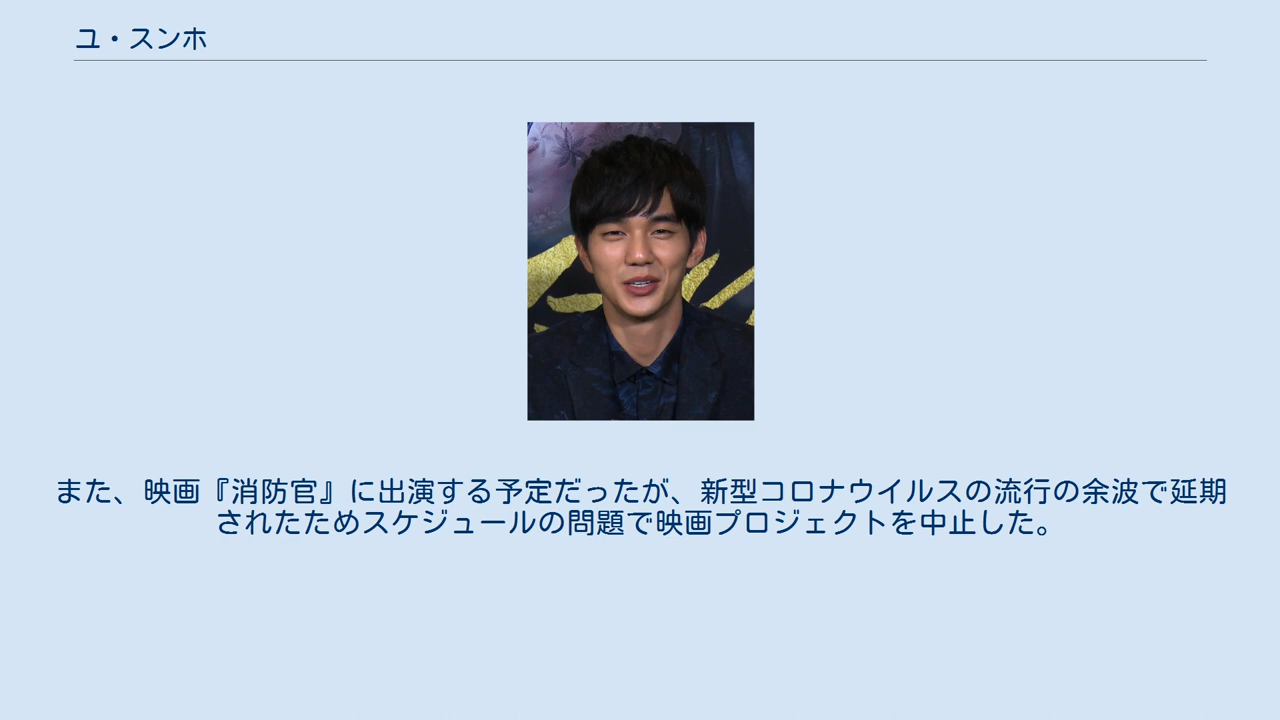 ユ・スンホ
また、映画『消防官』に出演する予定だったが、新型コロナウイルスの流行の余波で延期
されたためスケジュールの問題で映画プロジェクトを中止した。